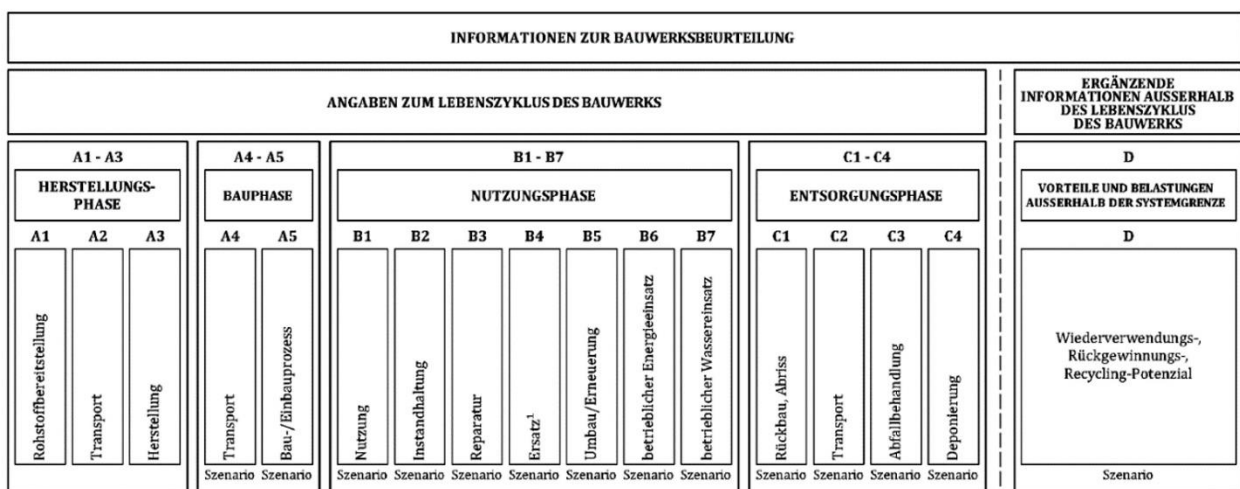 INFORMATIONEN ZUR BAUWERKSBEURTEILUNG
ANGABEN ZUM LEBENSZYKLUS DES BAUWERKS
ERGÄNZENDE
INFORMATIONEN AUSSERHALB
DES LEBENSZYKLUS
DES BAUWERKS
A1 - A3
HERSTELLUNGS-
PHASE
A1
A2
A3
Rohstoffbereitstellung
Transport
Herstellung
A4 - A5
BAUPHASE
A4
A5
Transport
Bau-/Einbauprozess
Szenario
Szenario
B1 - B7
NUTZUNGSPHASE
B1
B2
B3
B4
B5
B6
B7
Nutzung
Instandhaltung
Reparatur
Ersatz¹
Umbau/Erneuerung
betrieblicher Energieeinsatz
betrieblicher Wassereinsatz
Szenario
Szenario
Szenario
Szenario
Szenario
Szenario
Szenario
C1 - C4
ENTSORGUNGSPHASE
C1
C2
C3
C4
Rückbau, Abriss
Transport
Abfallbehandlung
Deponierung
Szenario
Szenario
Szenario
Szenario
D
VORTEILE UND BELASTUNGEN
AUSSERHALB DER SYSTEMGRENZE
D
Wiederverwendungs-,
Rückgewinnungs-,
Recycling-Potenzial
Szenario